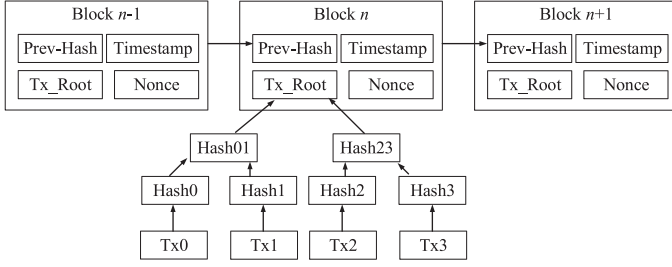 Block n-1
Block n
Block n+1
Prev-Hash Timestamp
Prev-Hash Timestamp
Prev-Hash Timestamp
Tx_Root Nonce
Tx_Root Nonce
Tx_Root Nonce
Hash01 Hash23
Hash0 Hash1 Hash2 Hash3
Tx0 Tx1 Tx2 Tx3